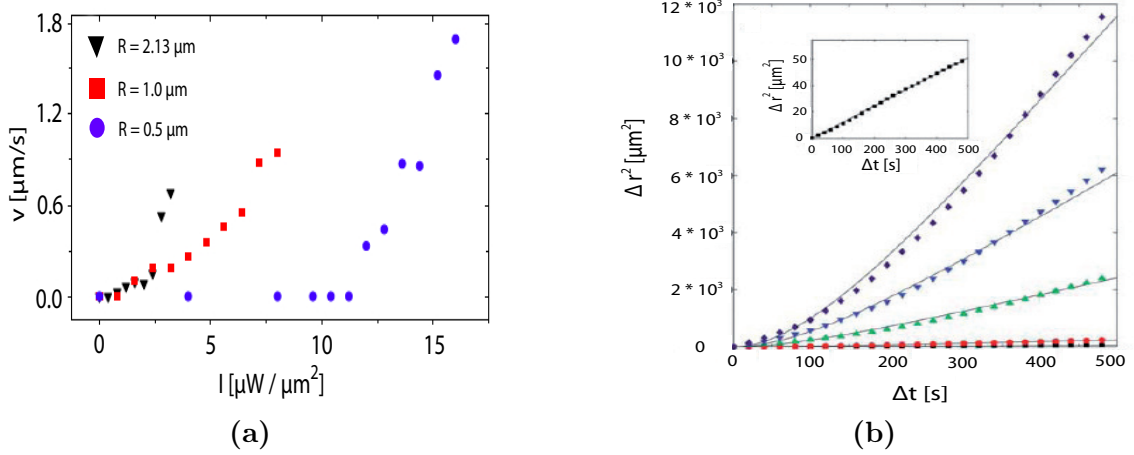 1.8
1.2
0.6
0.0
v [µm/s]
R = 2.13 µm
R = 1.0 µm
R = 0.5 µm
0 5 10 15
I [µW / µm²]
(a)
12 * 10³
10 * 10³
8 * 10³
6 * 10³
4 * 10³
2 * 10³
0
Δ r² [µm²]
50
40
20
20
0
Δ r² [µm²]
0 100 200 300 400 500
Δt [s]
0 100 200 300 400 500
Δt [s]
(b)